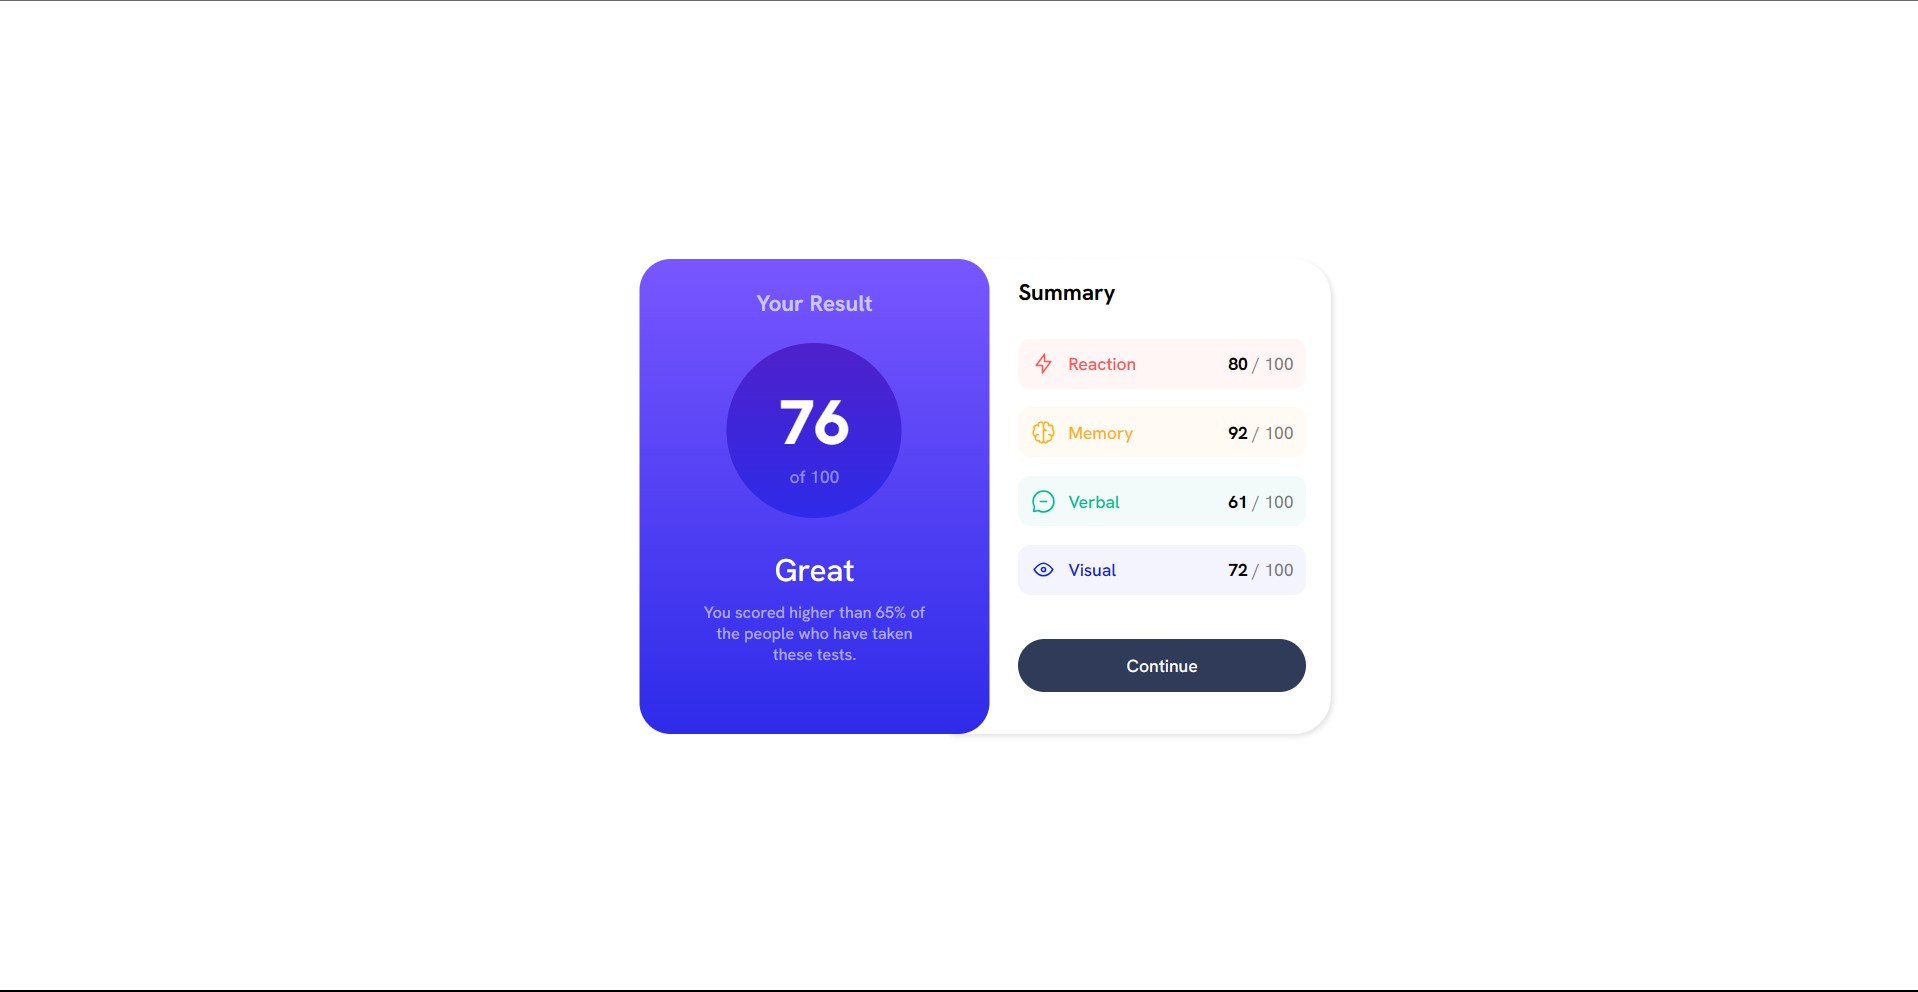 Your Result
76
of 100
Great
You scored higher than 65% of
the people who have taken
these tests.
Summary
Reaction 80 / 100
Memory 92 / 100
Verbal 61 / 100
Visual 72 / 100
Continue